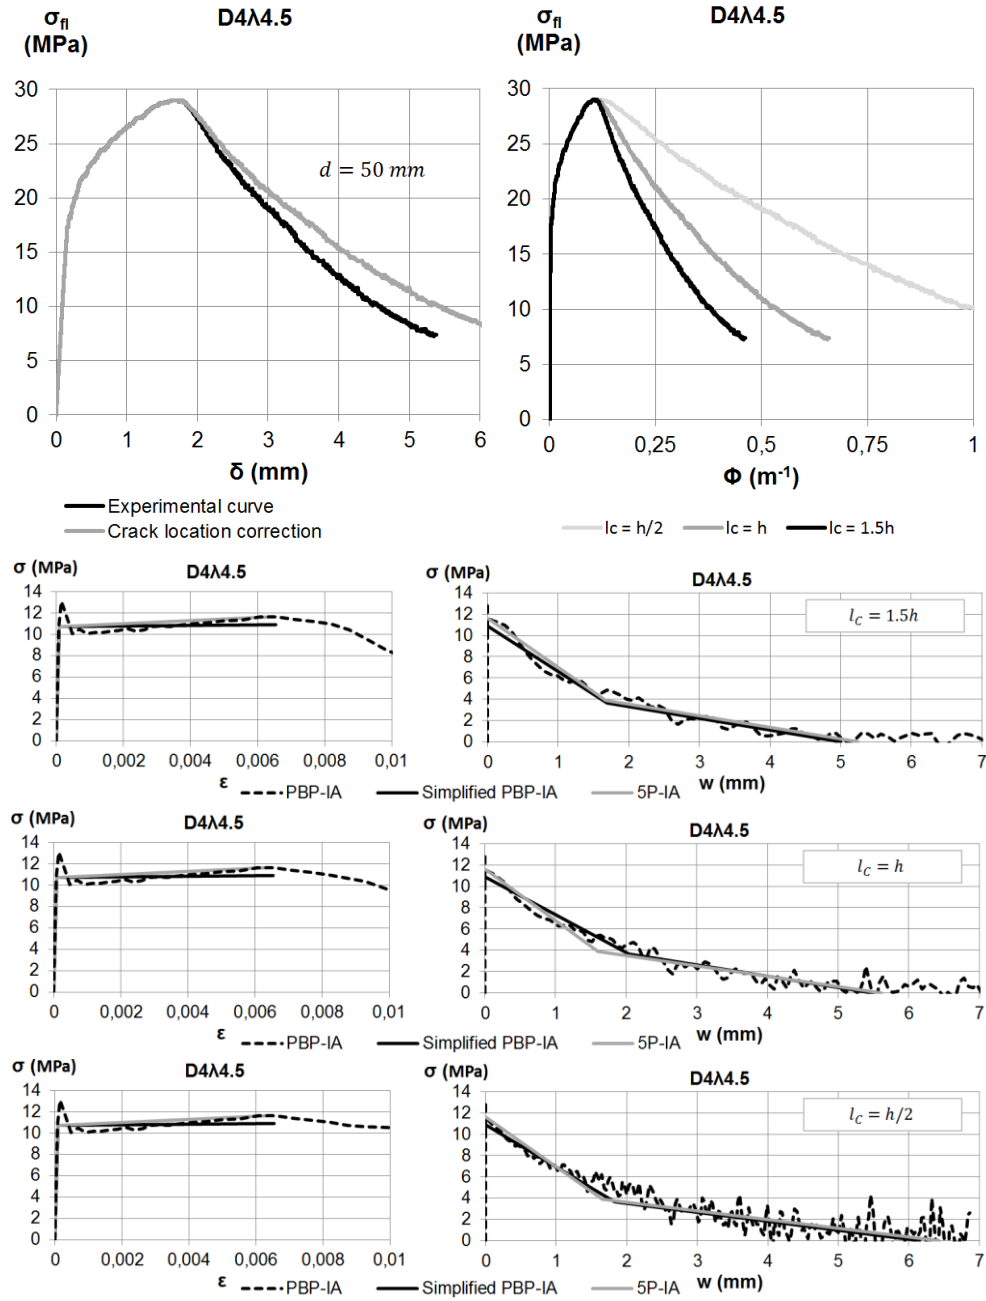 σfl
(MPa)
D4λ4.5
30
25
20
15
10
5
0
d = 50 mm
0 1 2 3 4 5 6
δ (mm)
Experimental curve
Crack location correction
σfl
(MPa)
D4λ4.5
30
25
20
15
10
5
0
0 0,25 0,5 0,75 1
Φ (m-1)
lc = h/2 lc = h lc = 1.5h
σ (MPa)
D4λ4.5
14
12
10
8
6
4
2
0
0 0,002 0,004 0,006 0,008 0,01
ε
σ (MPa)
D4λ4.5
lC = 1.5h
14
12
10
8
6
4
2
0
0 1 2 3 4 5 6 7
w (mm)
PBP-IA Simplified PBP-IA 5P-IA
σ (MPa)
D4λ4.5
14
12
10
8
6
4
2
0
0 0,002 0,004 0,006 0,008 0,01
ε
σ (MPa)
D4λ4.5
lC = h
14
12
10
8
6
4
2
0
0 1 2 3 4 5 6 7
w (mm)
PBP-IA Simplified PBP-IA 5P-IA
σ (MPa)
D4λ4.5
14
12
10
8
6
4
2
0
0 0,002 0,004 0,006 0,008 0,01
ε
σ (MPa)
D4λ4.5
lC = h/2
14
12
10
8
6
4
2
0
0 1 2 3 4 5 6 7
w (mm)
PBP-IA Simplified PBP-IA 5P-IA